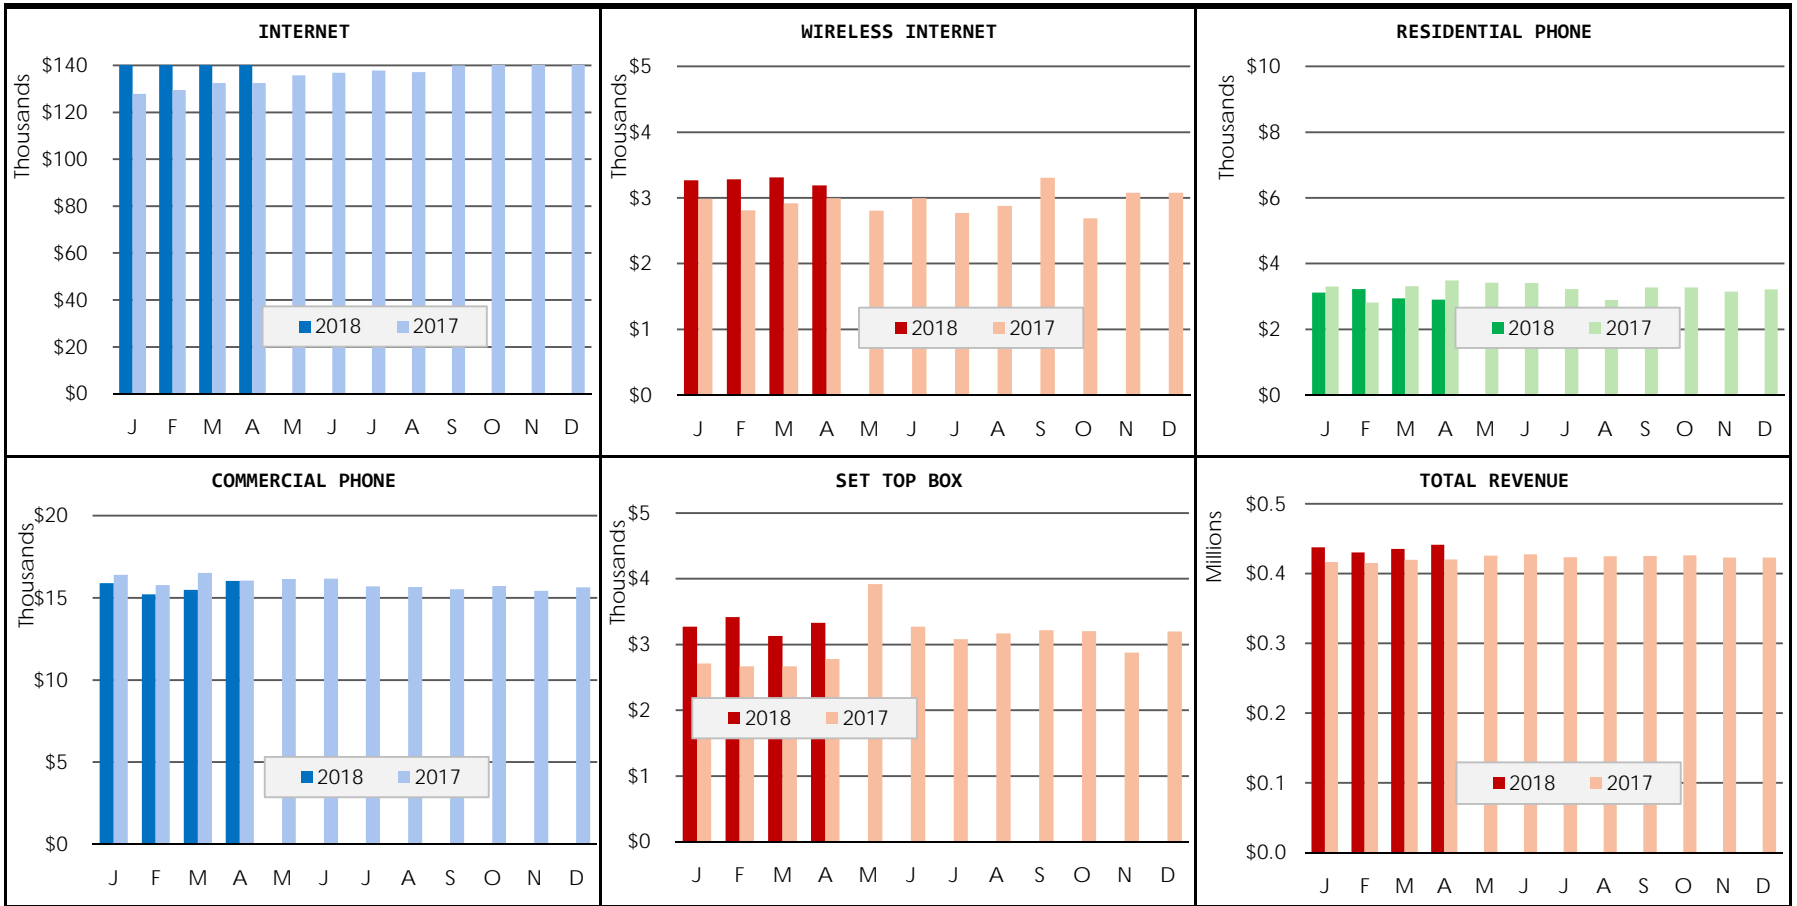 INTERNET
Thousands
$140
$120
$100
$80
$60
$40
$20
$0
2018 2017
J F M A M J J A S O N D
WIRELESS INTERNET
Thousands
$5
$4
$3
$2
$1
$0
2018 2017
J F M A M J J A S O N D
RESIDENTIAL PHONE
Thousands
$10
$8
$6
$4
$2
$0
2018 2017
J F M A M J J A S O N D
COMMERCIAL PHONE
Thousands
$20
$15
$10
$5
$0
2018 2017
J F M A M J J A S O N D
SET TOP BOX
Thousands
$5
$4
$3
$2
$1
$0
2018 2017
J F M A M J J A S O N D
TOTAL REVENUE
Millions
$0.5
$0.4
$0.3
$0.2
$0.1
$0.0
2018 2017
J F M A M J J A S O N D